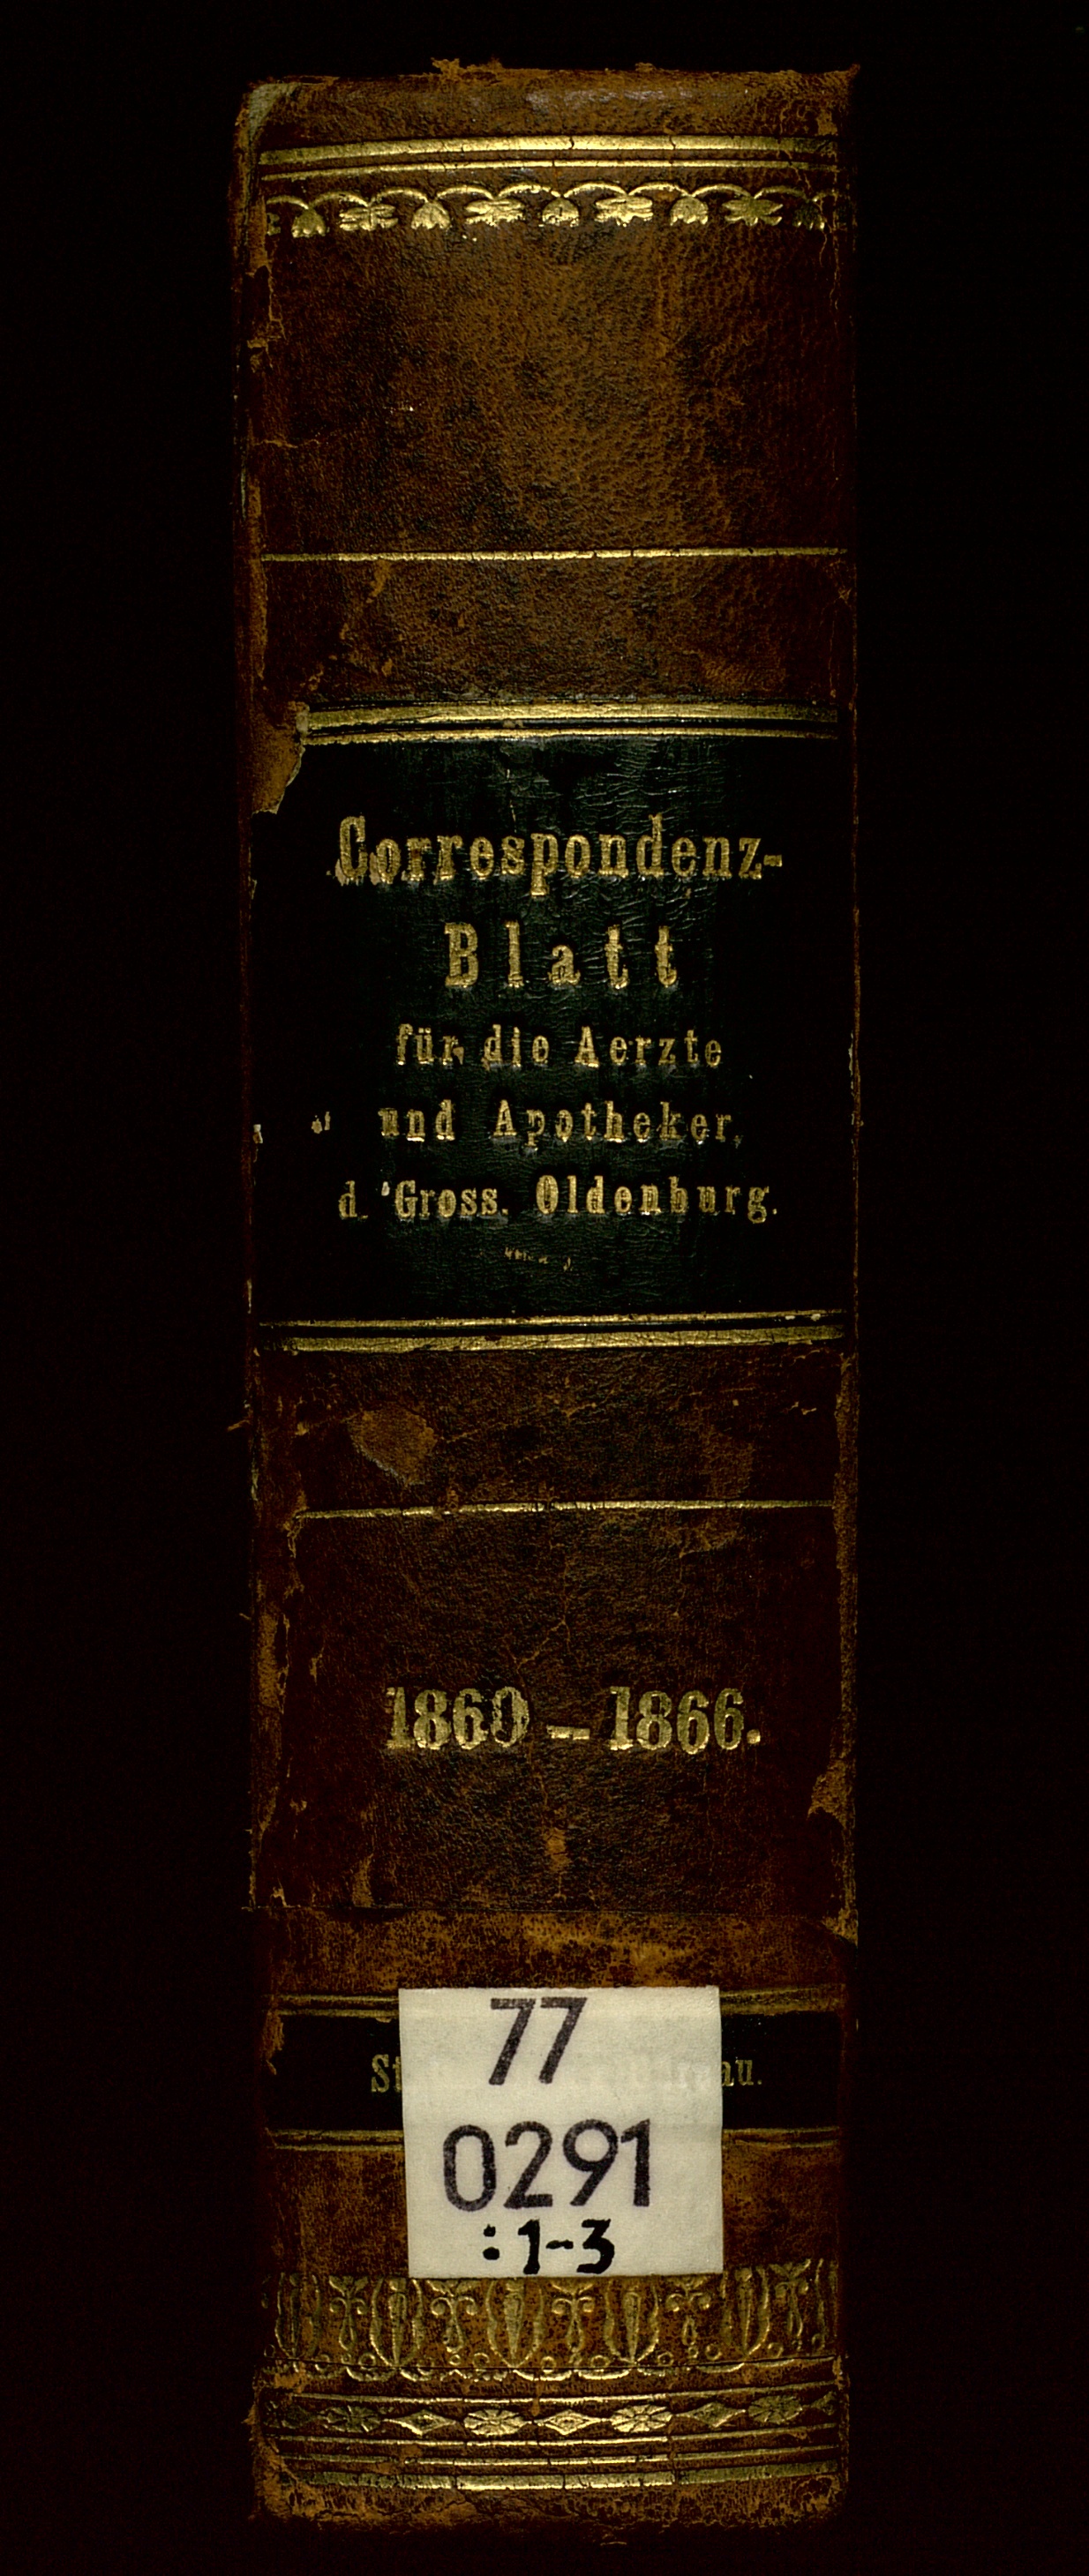 Correspondenz-
Blatt
für die Aerzte
und Apotheker,
d. Gross. Oldenburg.
1860 – 1866.
77
0291
:1-3